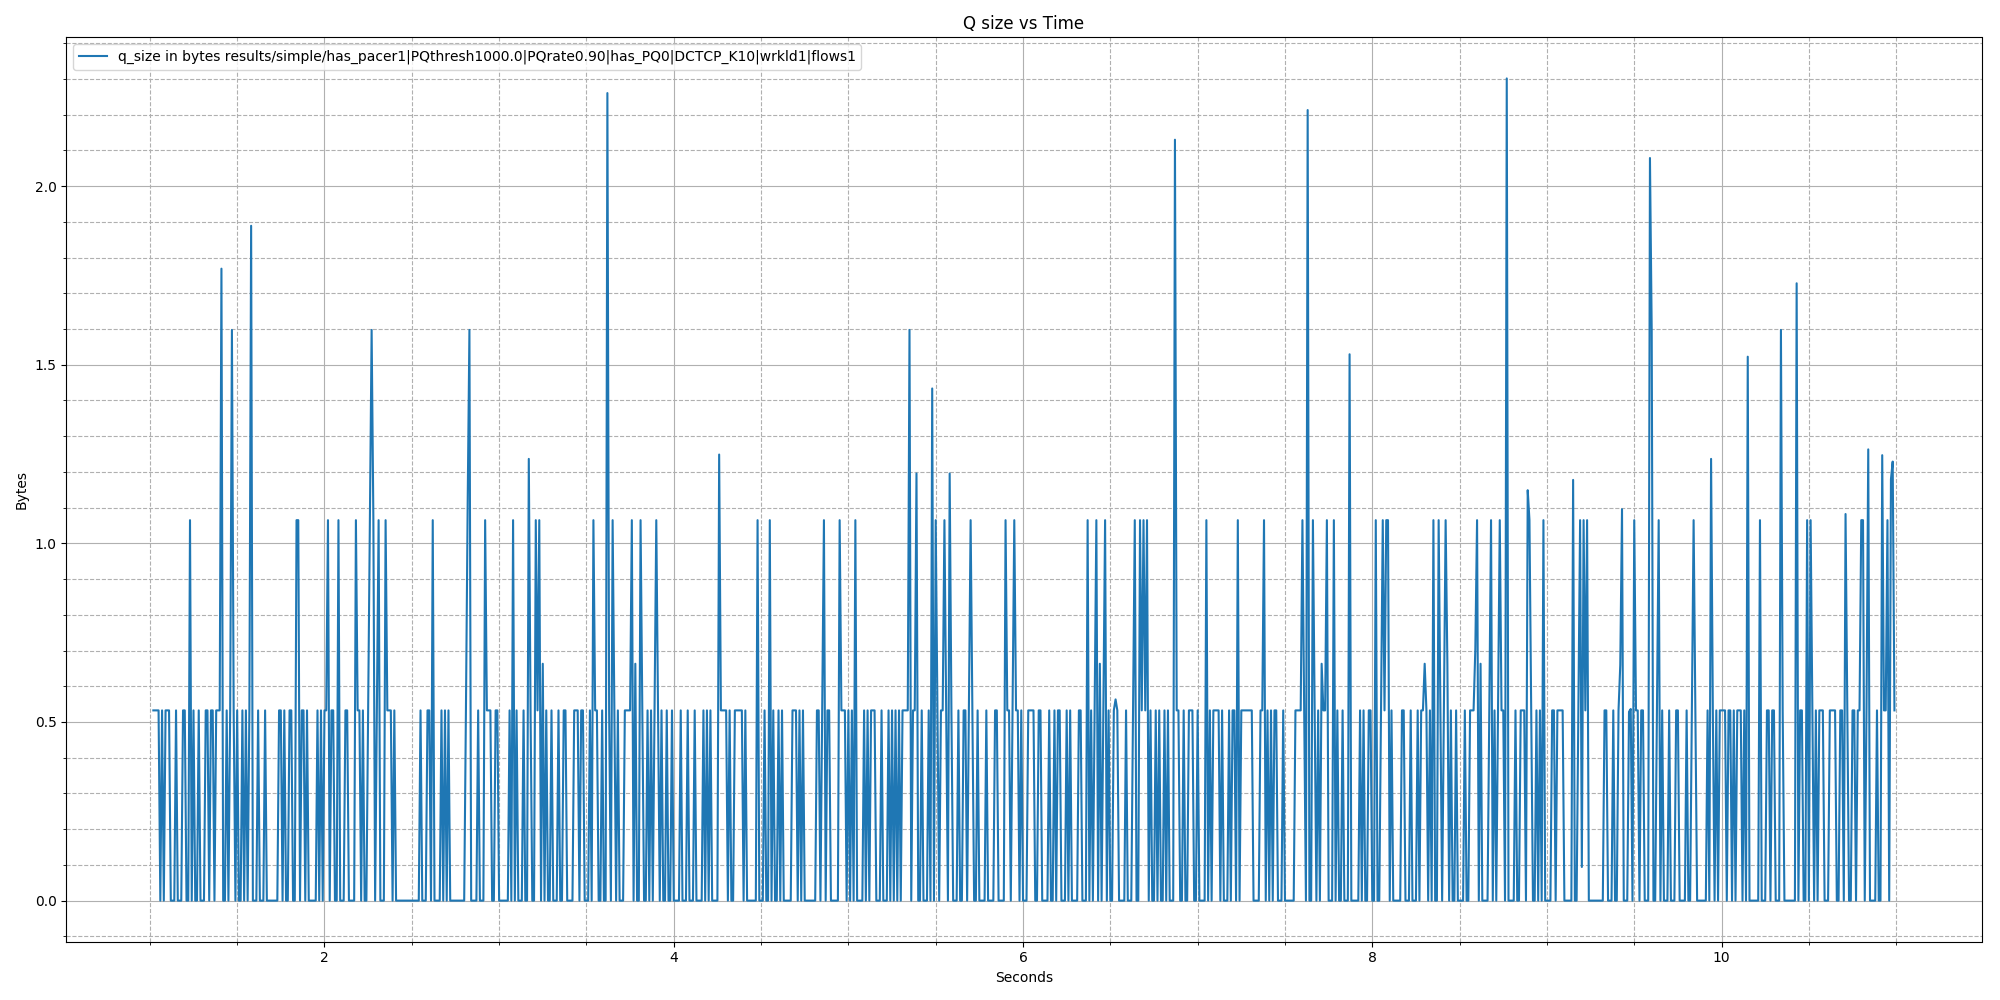 Q size vs Time
q_size in bytes results/simple/has_pacer1|PQthresh1000.0|PQrate0.90|has_PQ0|DCTCP_K10|wrkld1|flows1
Bytes
2.0
1.5
1.0
0.5
0.0
2 4 6 8 10
Seconds